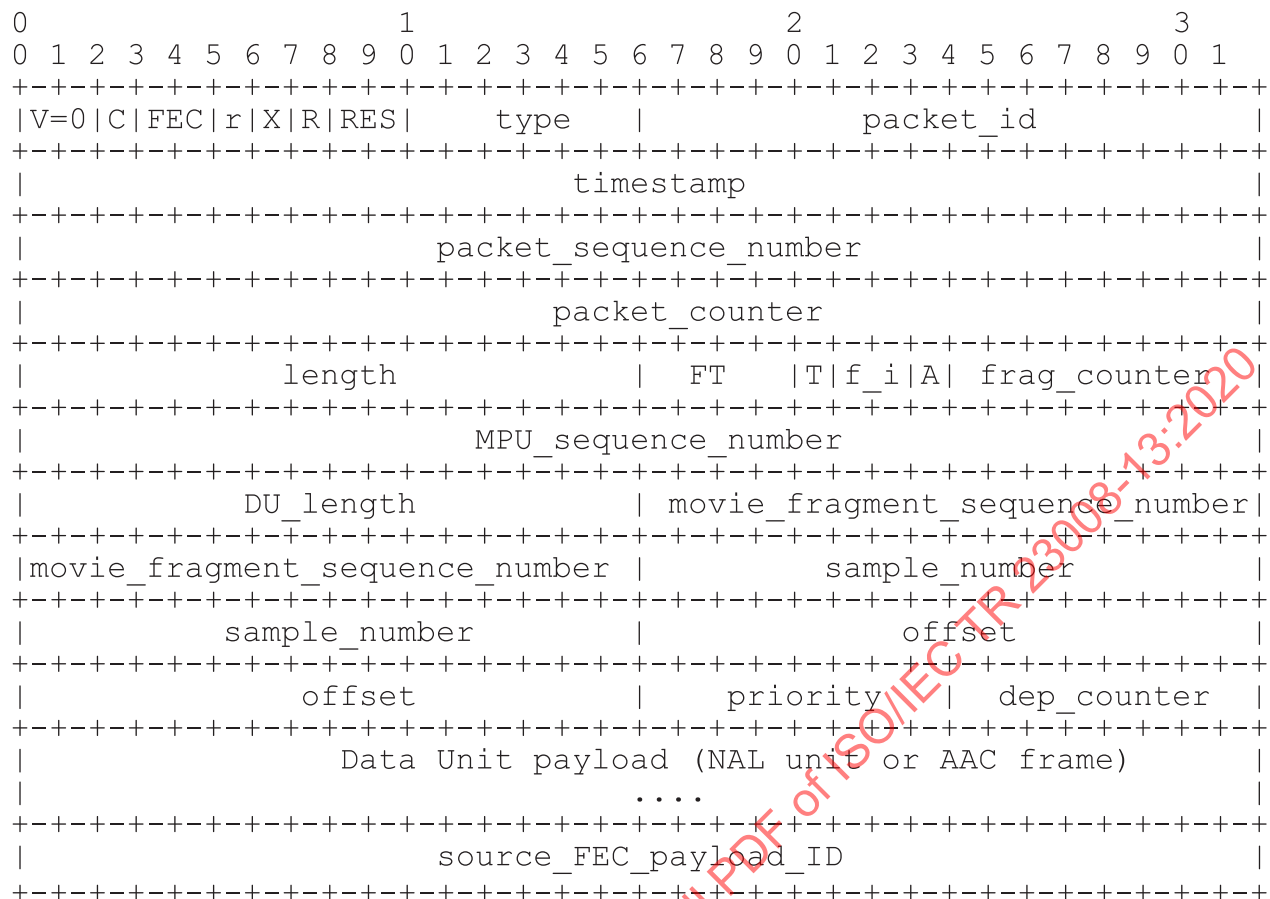 0                   1                   2                   3
0 1 2 3 4 5 6 7 8 9 0 1 2 3 4 5 6 7 8 9 0 1 2 3 4 5 6 7 8 9 0 1
+-+-+-+-+-+-+-+-+-+-+-+-+-+-+-+-+-+-+-+-+-+-+-+-+-+-+-+-+-+-+-+-+
|V=0|C|FEC|r|X|R|RES|    type   |           packet_id           |
+-+-+-+-+-+-+-+-+-+-+-+-+-+-+-+-+-+-+-+-+-+-+-+-+-+-+-+-+-+-+-+-+
|                            timestamp                          |
+-+-+-+-+-+-+-+-+-+-+-+-+-+-+-+-+-+-+-+-+-+-+-+-+-+-+-+-+-+-+-+-+
|                     packet_sequence_number                    |
+-+-+-+-+-+-+-+-+-+-+-+-+-+-+-+-+-+-+-+-+-+-+-+-+-+-+-+-+-+-+-+-+
|                           packet_counter                      |
+-+-+-+-+-+-+-+-+-+-+-+-+-+-+-+-+-+-+-+-+-+-+-+-+-+-+-+-+-+-+-+-+
|             length            |  FT   |T|f_i|A| frag_counter  |
+-+-+-+-+-+-+-+-+-+-+-+-+-+-+-+-+-+-+-+-+-+-+-+-+-+-+-+-+-+-+-+-+
|                       MPU_sequence_number                     |
+-+-+-+-+-+-+-+-+-+-+-+-+-+-+-+-+-+-+-+-+-+-+-+-+-+-+-+-+-+-+-+-+
|           DU_length           | movie_fragment_sequence_number|
+-+-+-+-+-+-+-+-+-+-+-+-+-+-+-+-+-+-+-+-+-+-+-+-+-+-+-+-+-+-+-+-+
|movie_fragment_sequence_number |         sample_number         |
+-+-+-+-+-+-+-+-+-+-+-+-+-+-+-+-+-+-+-+-+-+-+-+-+-+-+-+-+-+-+-+-+
|          sample_number        |             offset            |
+-+-+-+-+-+-+-+-+-+-+-+-+-+-+-+-+-+-+-+-+-+-+-+-+-+-+-+-+-+-+-+-+
|              offset           |    priority   |  dep_counter  |
+-+-+-+-+-+-+-+-+-+-+-+-+-+-+-+-+-+-+-+-+-+-+-+-+-+-+-+-+-+-+-+-+
|                Data Unit payload (NAL unit or AAC frame)      |
|                               ....                            |
+-+-+-+-+-+-+-+-+-+-+-+-+-+-+-+-+-+-+-+-+-+-+-+-+-+-+-+-+-+-+-+-+
|                     source_FEC_payload_ID                     |
+-+-+-+-+-+-+-+-+-+-+-+-+-+-+-+-+-+-+-+-+-+-+-+-+-+-+-+-+-+-+-+-+
PDF of ISO/IEC TR 23008-13:2020